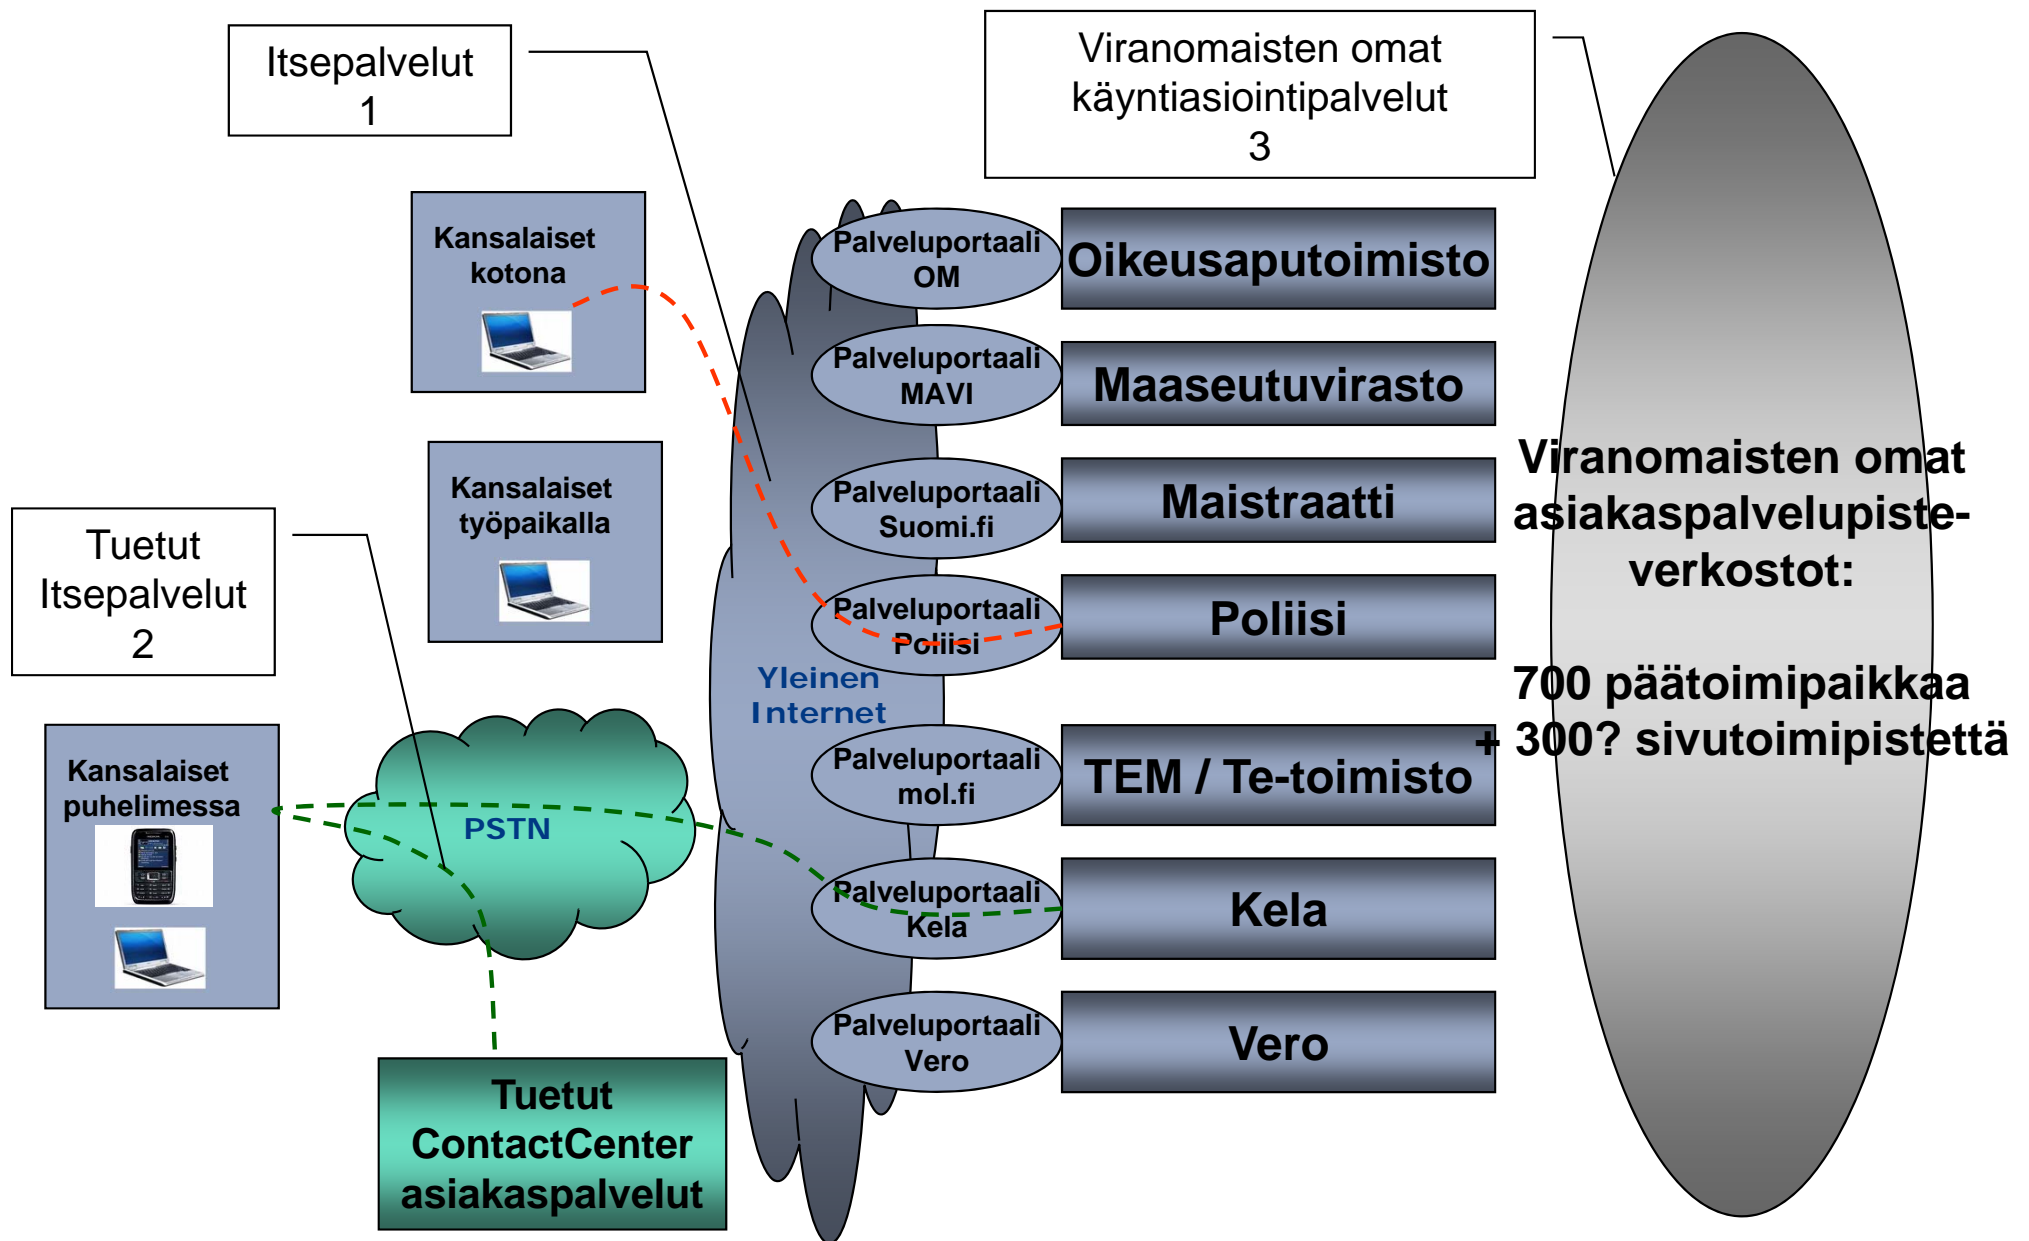 Itsepalvelut
1
Viranomaisten omat
käyntiasiointipalvelut
3
Kansalaiset
kotona
Kansalaiset
työpaikalla
Tuetut
Itsepalvelut
2
Kansalaiset
puhelimessa
PSTN
Tuetut
ContactCenter
asiakaspalvelut
Yleinen
Internet
Palveluportaali
OM
Oikeusaputoimisto
Palveluportaali
MAVI
Maaseutuvirasto
Palveluportaali
Suomi.fi
Maistraatti
Palveluportaali
Poliisi
Poliisi
Palveluportaali
mol.fi
TEM / Te-toimisto
Palveluportaali
Kela
Kela
Palveluportaali
Vero
Vero
Viranomaisten omat
asiakaspalvelupiste-
verkostot:
700 päätoimipaikkaa
+ 300? sivutoimipistettä